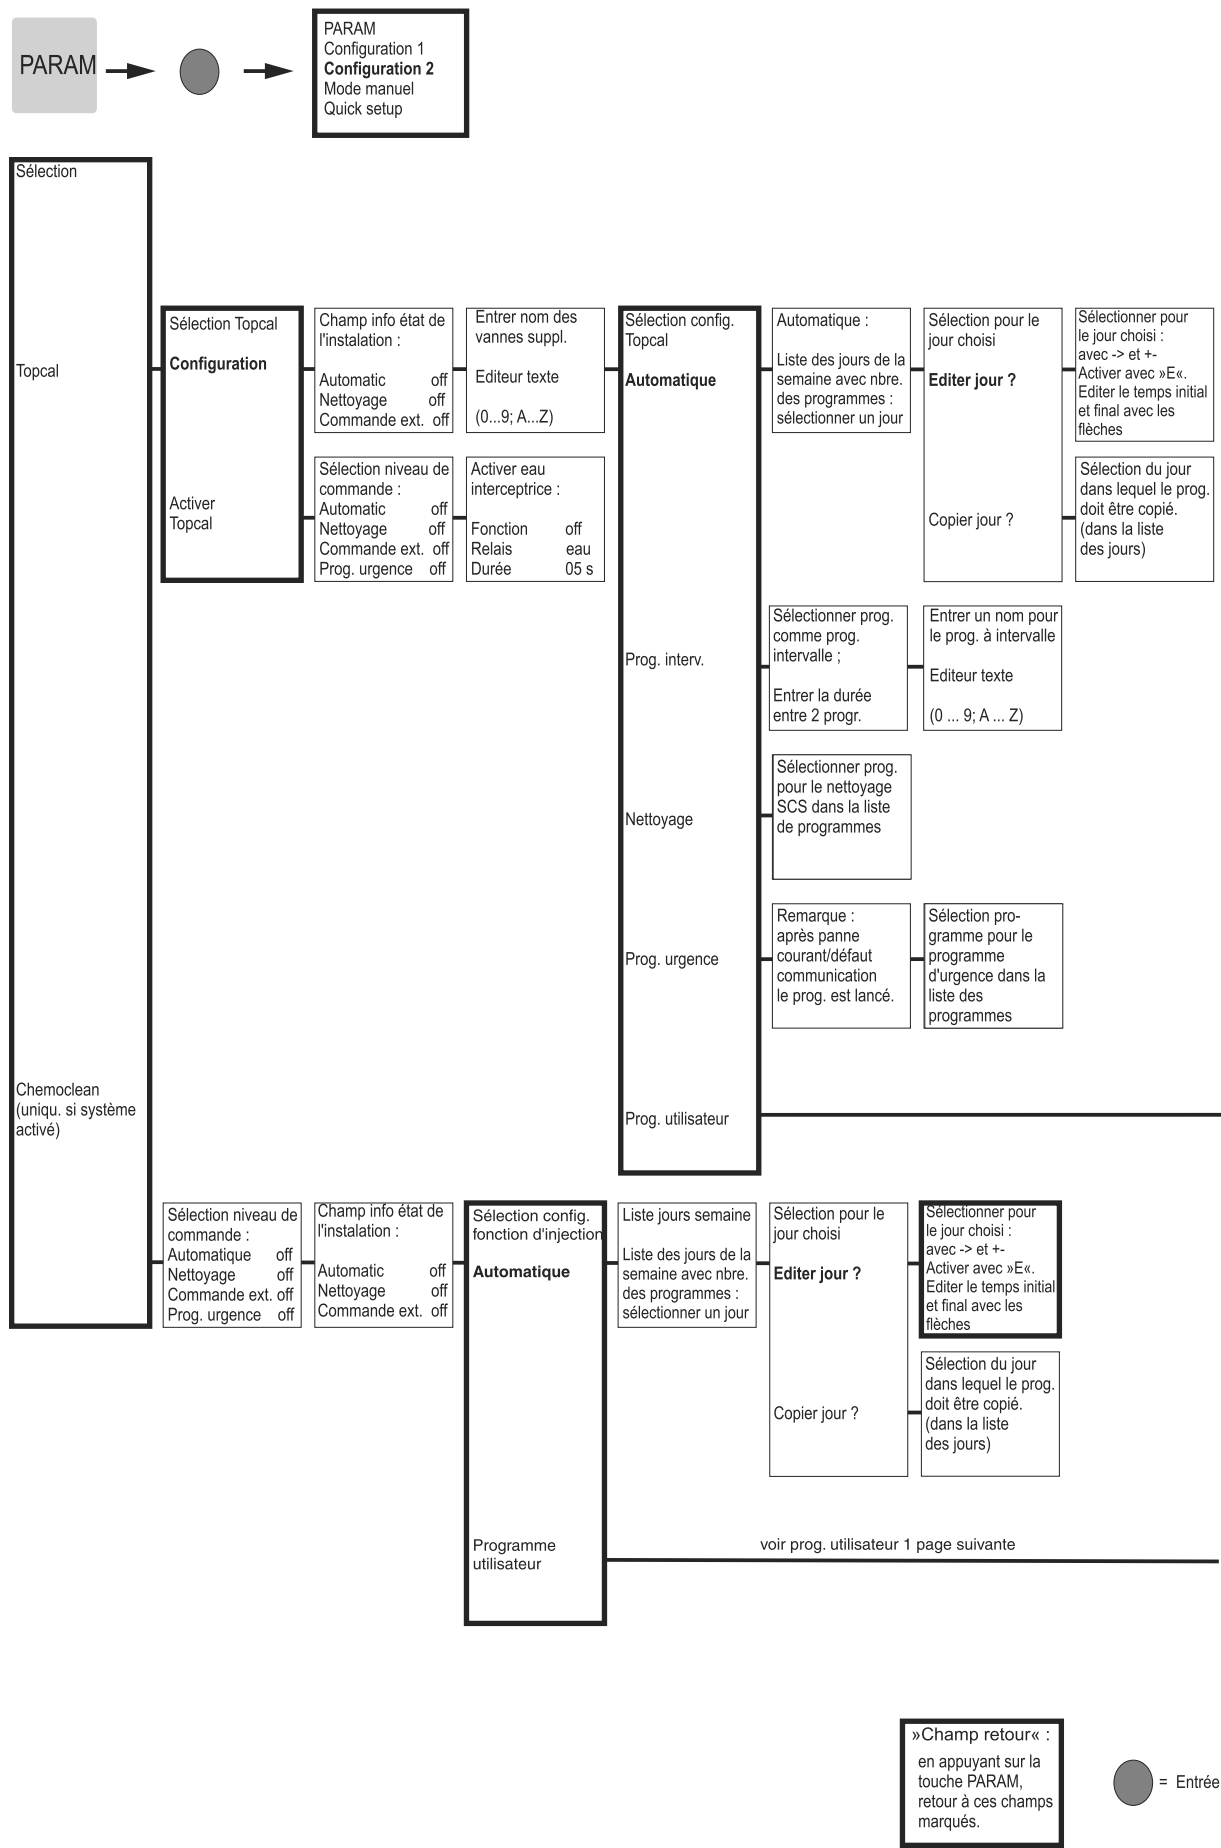 PARAM
PARAM
Configuration 1
Configuration 2
Mode manuel
Quick setup
Sélection
Topcal
Chemoclean
(uniqu. si système
activé)
Sélection Topcal
Configuration
Activer
Topcal
Champ info état de
l'instalation :
Automatic off
Nettoyage off
Commande ext. off
Entrer nom des
vannes suppl.
Editeur texte
(0...9; A...Z)
Sélection niveau de
commande :
Automatic off
Nettoyage off
Commande ext. off
Prog. urgence off
Activer eau
interceptrice :
Fonction off
Relais eau
Durée 05 s
Sélection config.
Topcal
Automatique
Prog. interv.
Nettoyage
Prog. urgence
Prog. utilisateur
Automatique :
Liste des jours de la
semaine avec nbre.
des programmes :
sélectionner un jour
Sélection pour le
jour choisi
Editer jour ?
Copier jour ?
Sélectionner pour
le jour choisi :
avec -> et +-
Activer avec »E«.
Editer le temps initial
et final avec les
flèches
Sélection du jour
dans lequel le prog.
doit être copié.
(dans la liste
des jours)
Sélectionner prog.
comme prog.
intervalle ;
Entrer la durée
entre 2 progr.
Entrer un nom pour
le prog. à intervalle
Editeur texte
(0 ... 9; A ... Z)
Sélectionner prog.
pour le nettoyage
SCS dans la liste
de programmes
Remarque :
après panne
courant/défaut
communication
le prog. est lancé.
Sélection pro-
gramme pour le
programme
d'urgence dans la
liste des
programmes
Sélection niveau de
commande :
Automatique off
Nettoyage off
Commande ext. off
Prog. urgence off
Champ info état de
l'instalation :
Automatic off
Nettoyage off
Commande ext. off
Sélection config.
fonction d'injection
Automatique
Programme
utilisateur
Liste jours semaine
Liste des jours de la
semaine avec nbre.
des programmes :
sélectionner un jour
Sélection pour le
jour choisi
Editer jour ?
Copier jour ?
Sélectionner pour
le jour choisi :
avec -> et +-
Activer avec »E«.
Editer le temps initial
et final avec les
flèches
Sélection du jour
dans lequel le prog.
doit être copié.
(dans la liste
des jours)
voir prog. utilisateur 1 page suivante
»Champ retour« :
en appuyant sur la
touche PARAM,
retour à ces champs
marqués.
= Entrée